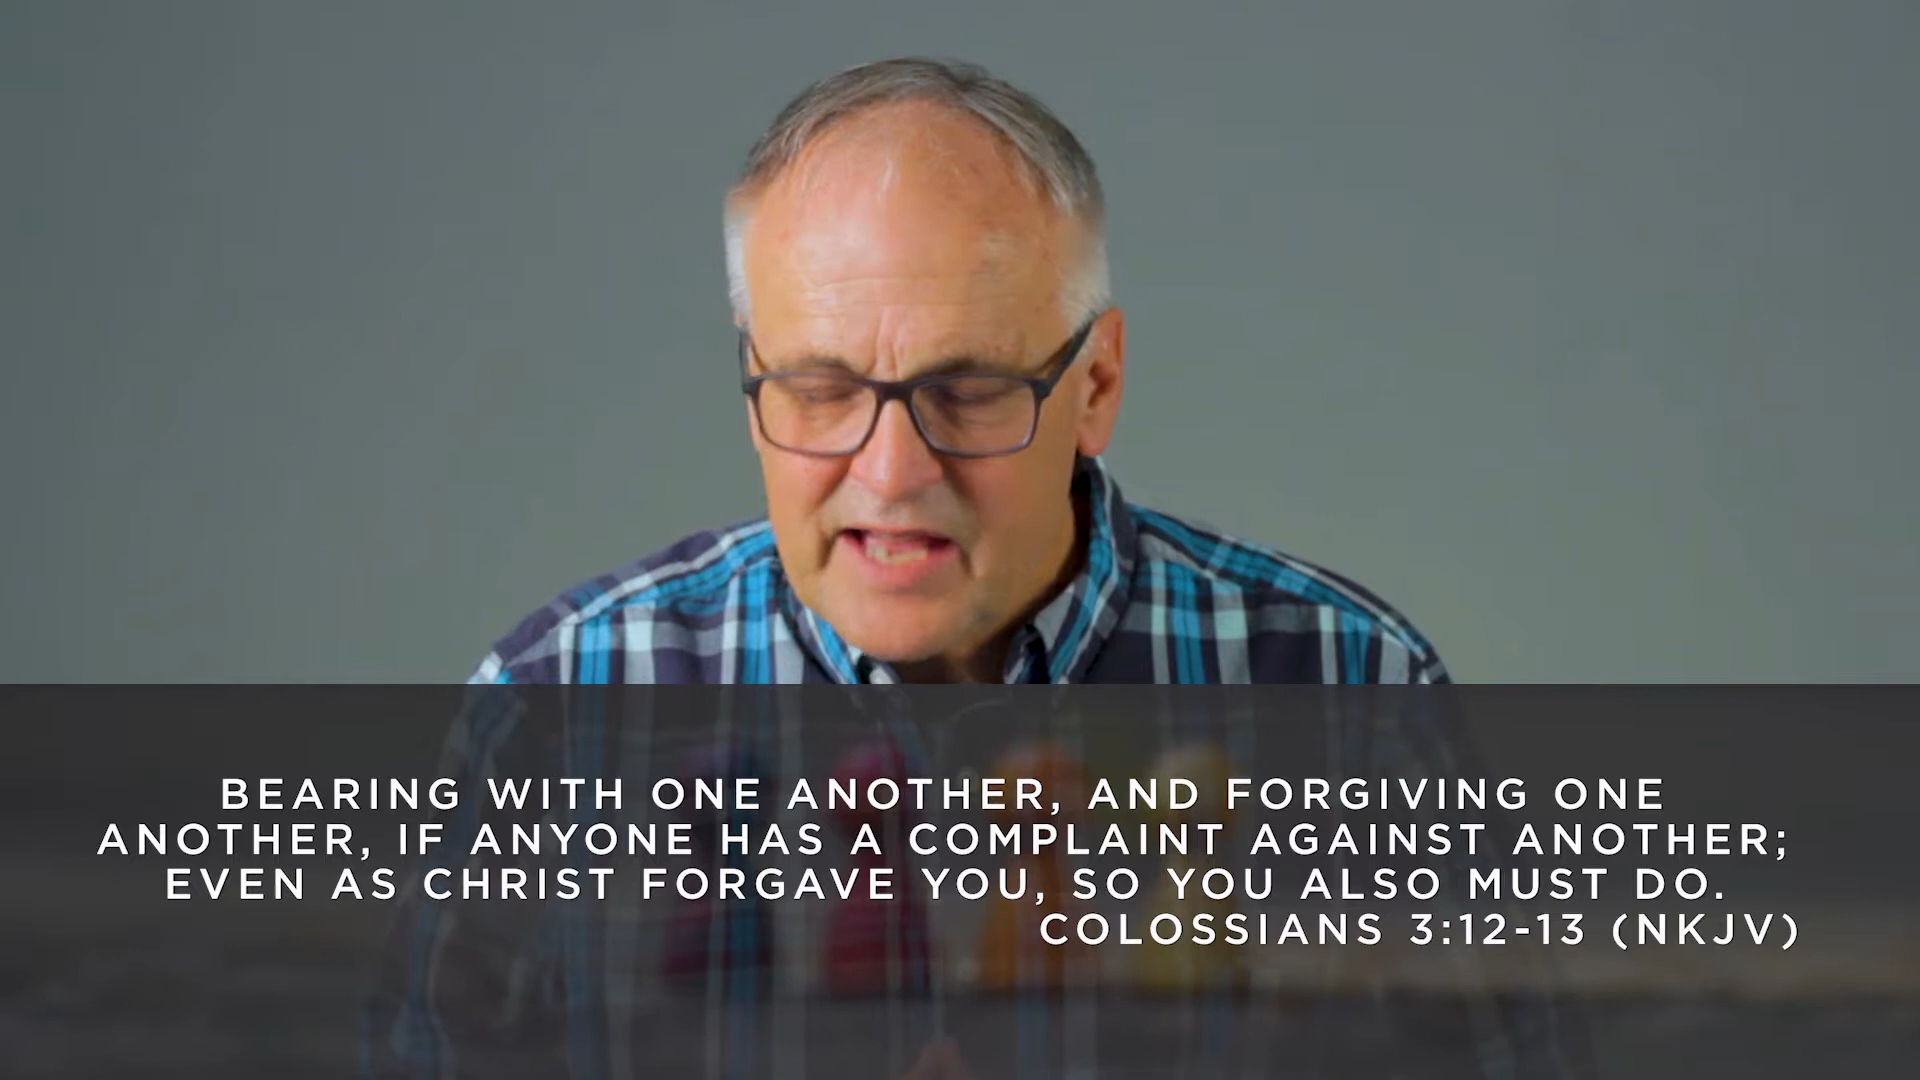 BEARING WITH ONE ANOTHER, AND FORGIVING ONE
ANOTHER, IF ANYONE HAS A COMPLAINT AGAINST ANOTHER;
EVEN AS CHRIST FORGAVE YOU, SO YOU ALSO MUST DO.
COLOSSIANS 3:12-13 (NKJV)